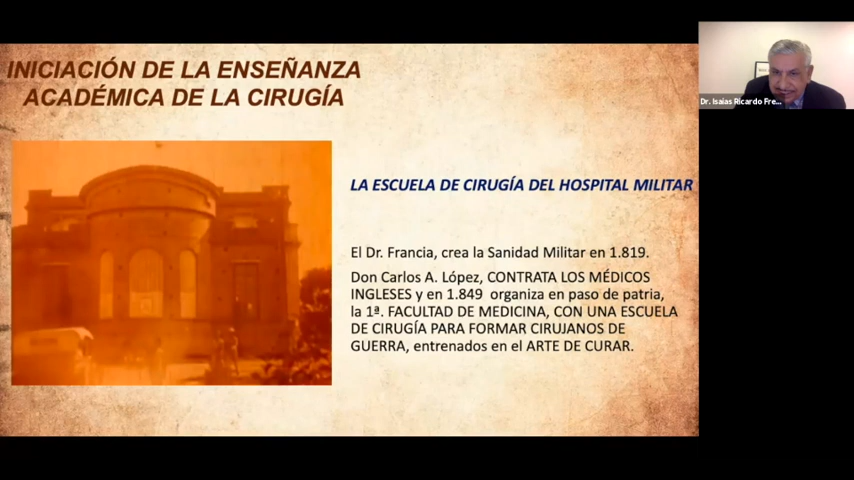 INICIACIÓN DE LA ENSEÑANZA
ACADÉMICA DE LA CIRUGÍA
LA ESCUELA DE CIRUGÍA DEL HOSPITAL MILITAR
El Dr. Francia, crea la Sanidad Militar en 1.819.
Don Carlos A. López, CONTRATA LOS MÉDICOS
INGLESES y en 1.849 organiza en paso de patria,
la 1ª. FACULTAD DE MEDICINA, CON UNA ESCUELA
DE CIRUGÍA PARA FORMAR CIRUJANOS DE
GUERRA, entrenados en el ARTE DE CURAR.
Dr. Isaias Ricardo Fre...